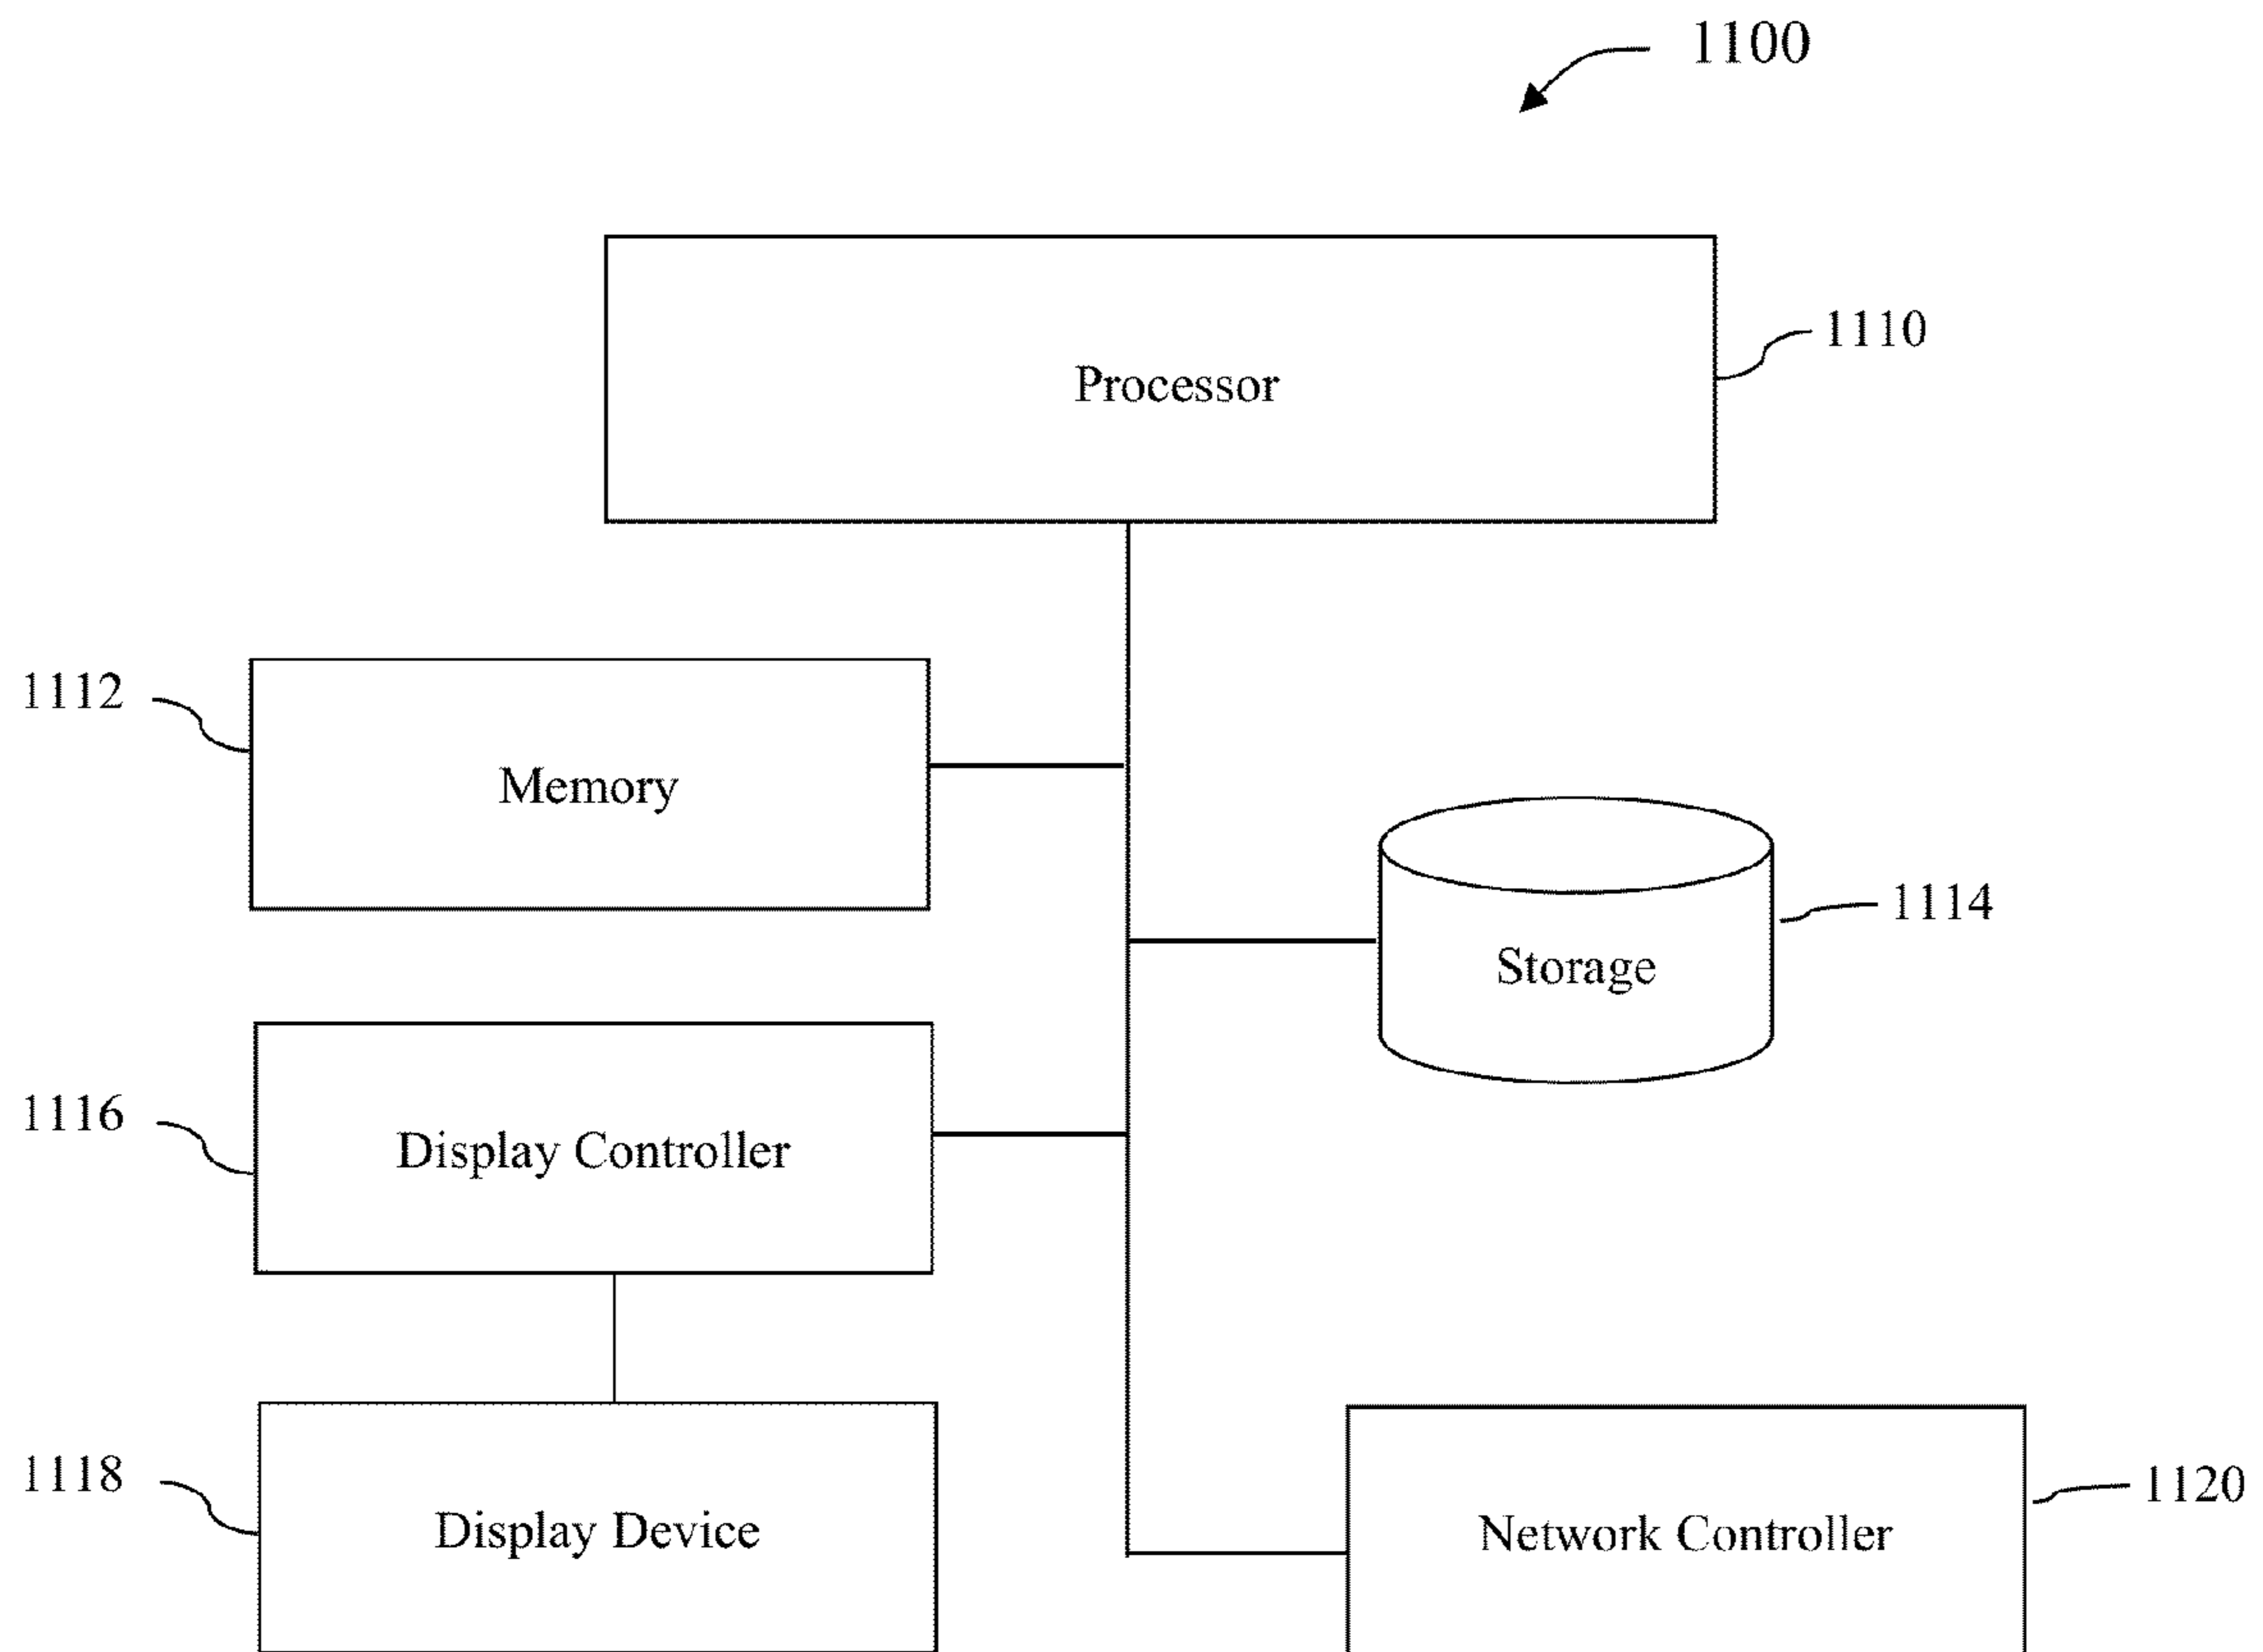 1100
Processor
1110
1112
Memory
Storage
1114
1116
Display Controller
1118
Display Device
Network Controller
1120